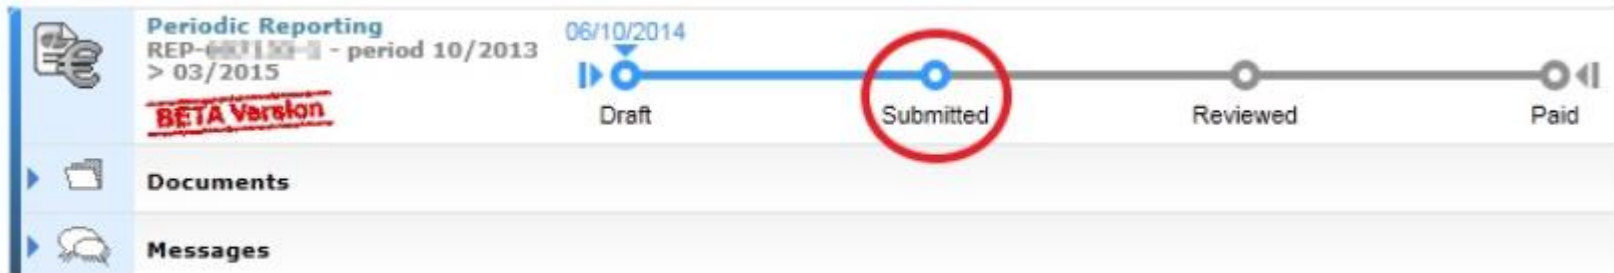 Periodic Reporting
REP- - period 10/2013
> 03/2015
BETA Version
06/10/2014
Draft
Submitted
Reviewed
Paid
Documents
Messages